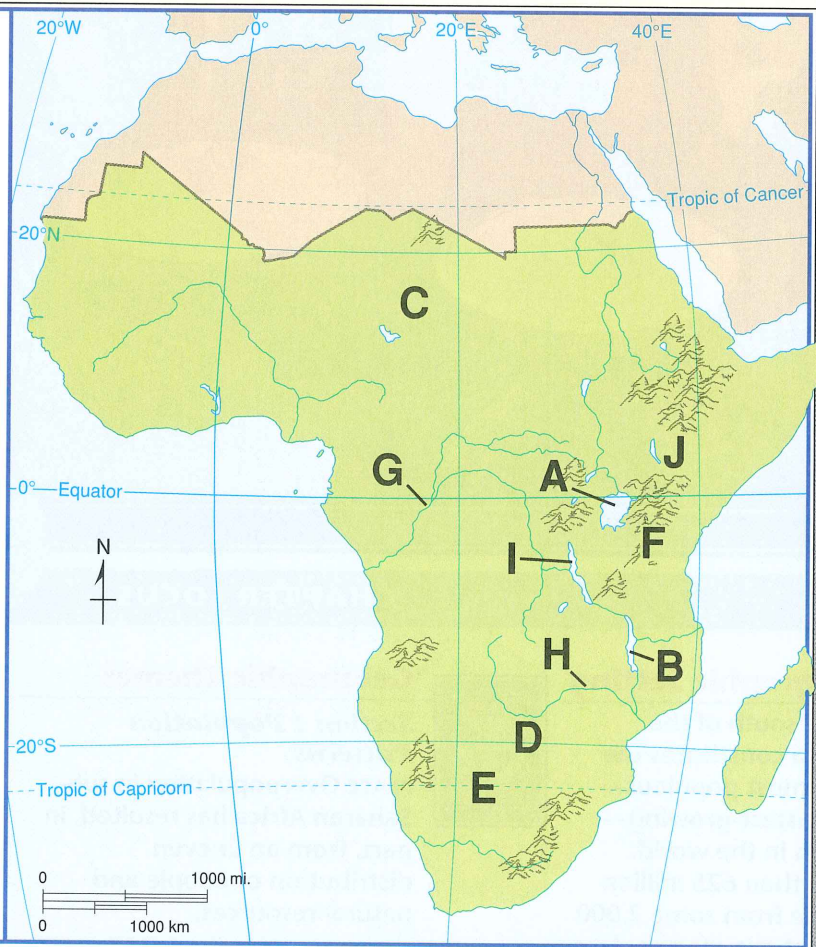 20°W 0° 20°E 40°E
Tropic of Cancer
20°N
C
J
G A
0° Equator
F
N
I
H B
D
20°S
E
Tropic of Capricorn
0 1000 mi.
0 1000 km